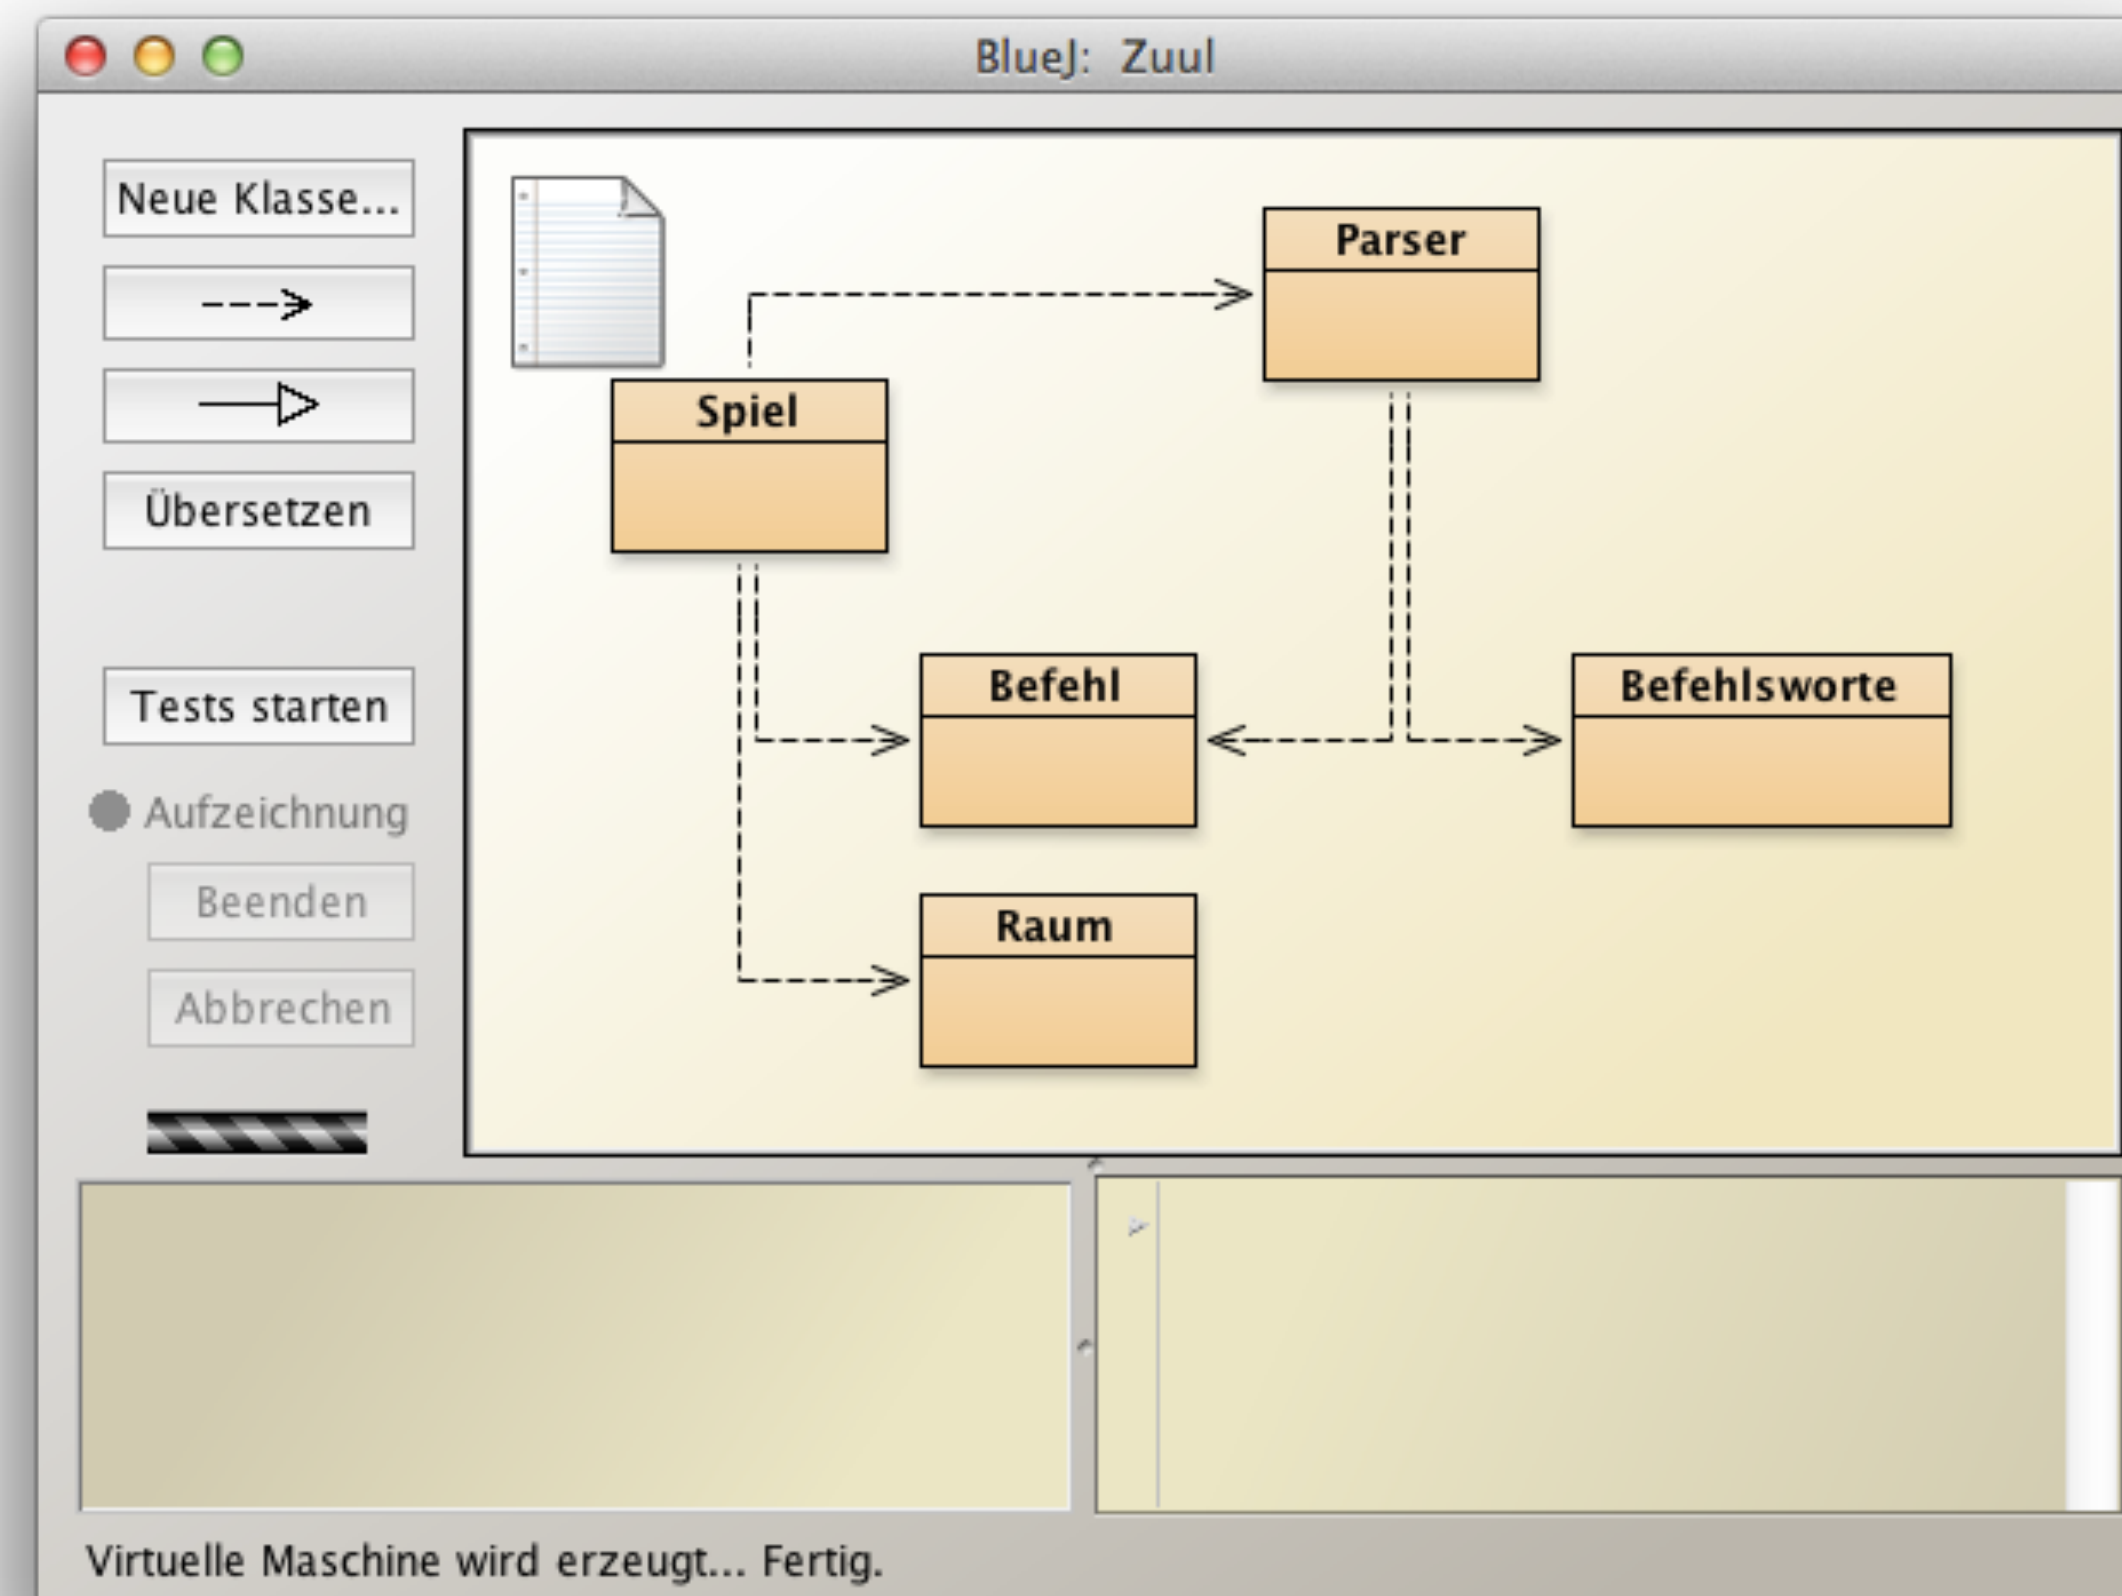 BlueJ: Zuul
Neue Klasse...
Übersetzen
Tests starten
Aufzeichnung
Beenden
Abbrechen
Parser
Spiel
Befehl
Befehlsworte
Raum
Virtuelle Maschine wird erzeugt... Fertig.